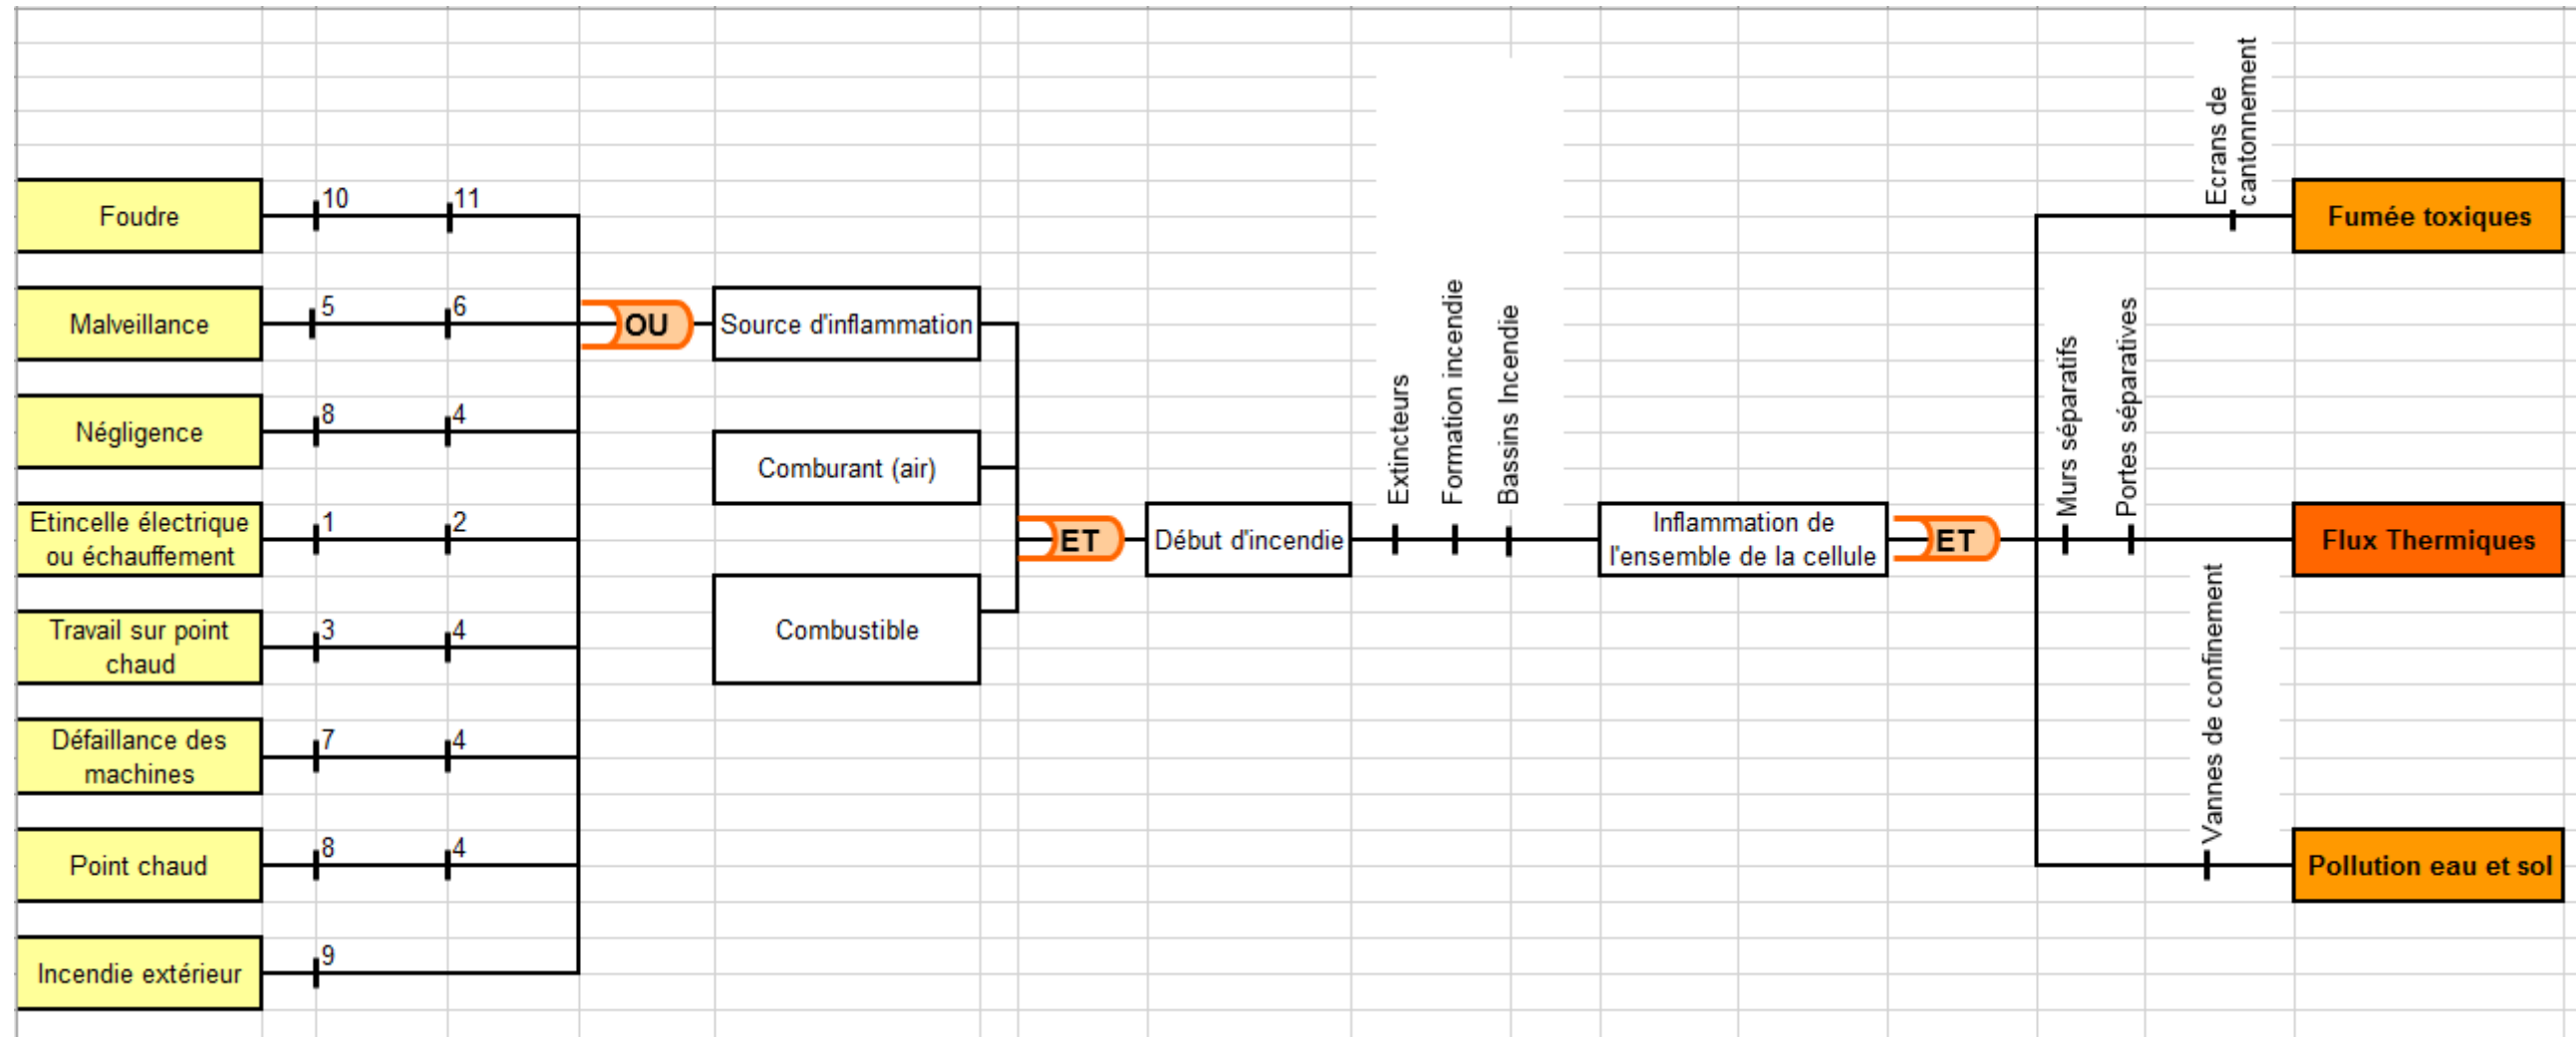 Ecrans de
cantonnement
Foudre
10
11
Fumée toxiques
Malveillance
5
6
OU
Source d'inflammation
Extincteurs
Formation incendie
Bassins Incendie
Murs séparatifs
Portes séparatives
Négligence
8
4
Comburant (air)
Etincelle électrique
ou échauffement
1
2
ET
Début d'incendie
Inflammation de
l'ensemble de la cellule
ET
Flux Thermiques
Travail sur point
chaud
3
4
Combustible
Vannes de confinement
Défaillance des
machines
7
4
Point chaud
8
4
Pollution eau et sol
Incendie extérieur
9